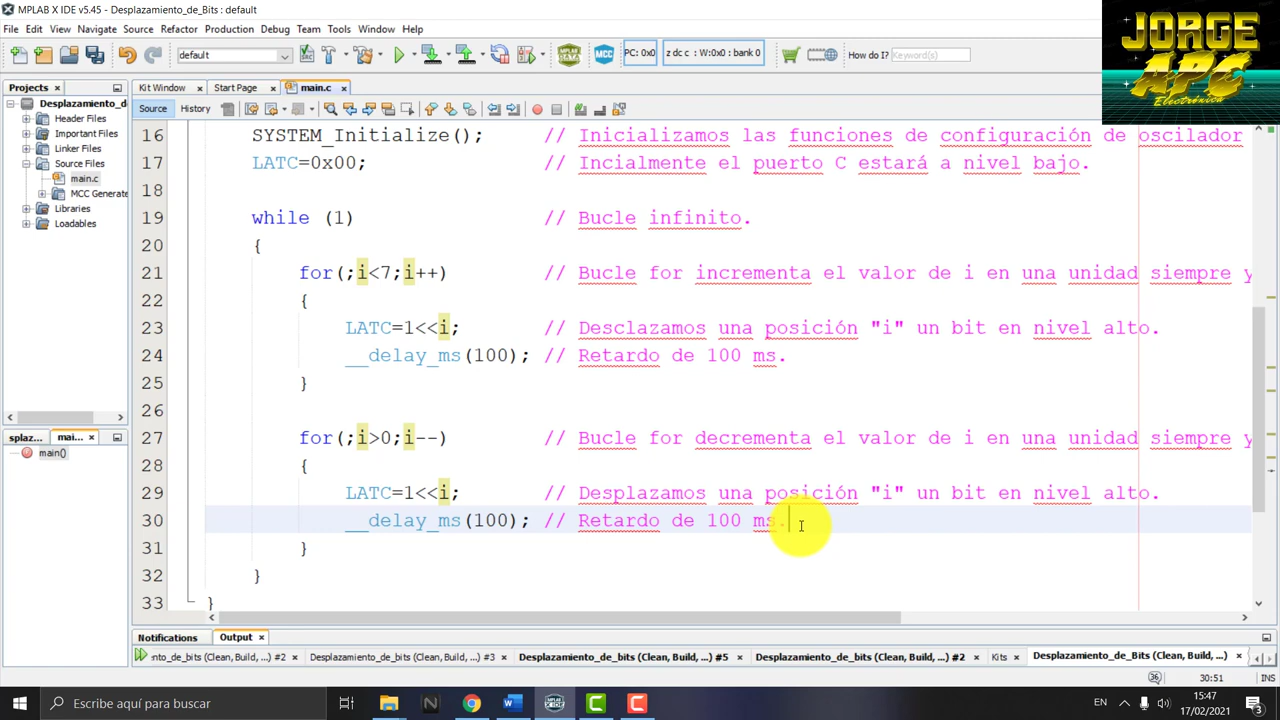 MPLAB X IDE v5.45 - Desplazamiento_de_Bits : default
JORGE
APC
Electrónica
File Edit View Navigate Source Refactor Production Debug Team Tools Window Help
default
PC: 0x0
z dc c : W:0x0 : bank 0
How do I? Keyword(s)
Projects
Kit Window
Start Page
main.c
Desplazamiento_d
Source
History
Header Files
Important Files
Linker Files
Source Files
main.c
MCC Generate
Libraries
Loadables
16 SYSTEM_Initialize(); // Inicializamos las funciones de configuración de oscilador
17 LATC=0x00; // Incialmente el puerto C estará a nivel bajo.
18
19 while (1) // Bucle infinito.
20 {
21 for(;i<7;i++) // Bucle for incrementa el valor de i en una unidad siempre y
22 {
23 LATC=1<<i; // Desclazamos una posición "i" un bit en nivel alto.
24 __delay_ms(100); // Retardo de 100 ms.
25 }
26
27 for(;i>0;i--) // Bucle for decrementa el valor de i en una unidad siempre y
28 {
29 LATC=1<<i; // Desplazamos una posición "i" un bit en nivel alto.
30 __delay_ms(100); // Retardo de 100 ms.
31 }
32 }
33 }
splaz...
mai...
main()
Notifications
Output
:nto_de_bits (Clean, Build, ...) #2
Desplazamiento_de_bits (Clean, Build, ...) #3
Desplazamiento_de_bits (Clean, Build, ...) #5
Desplazamiento_de_bits (Clean, Build, ...) #2
Kits
Desplazamiento_de_Bits (Clean, Build, ...)
36
30:51
INS
Escribe aquí para buscar
EN
15:47
17/02/2021
3